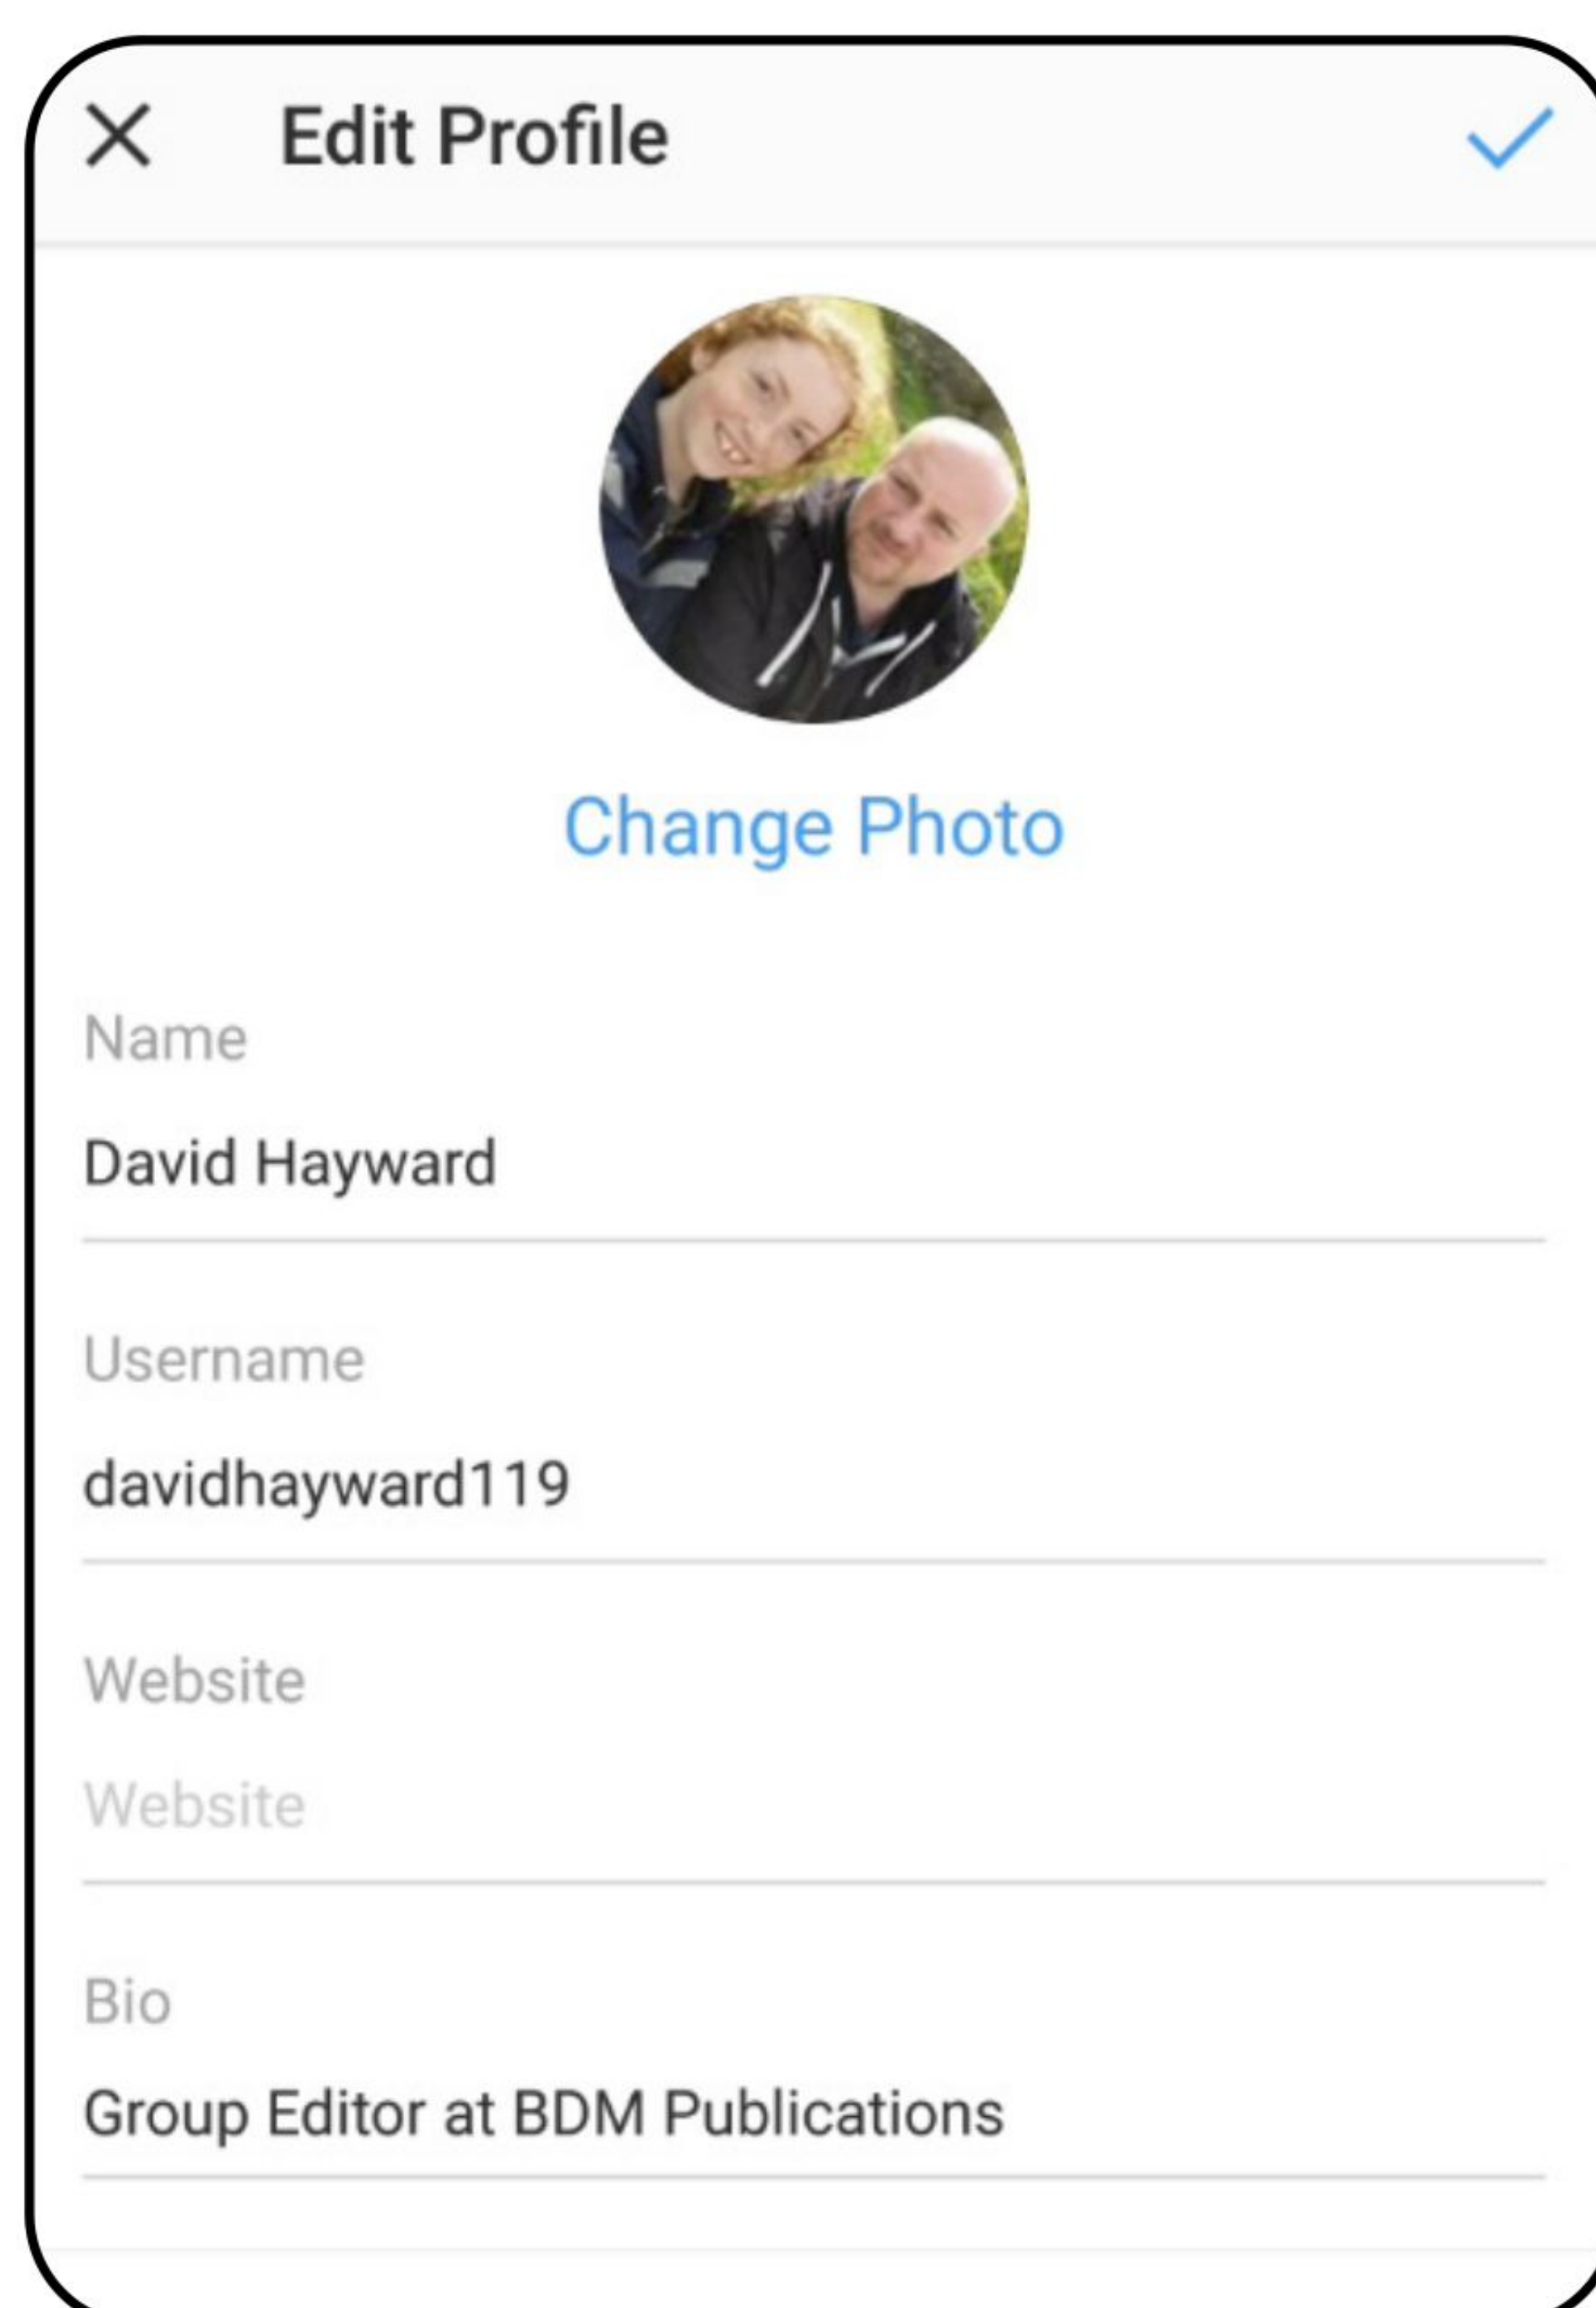 Edit Profile
Change Photo
Name
David Hayward
Username
davidhayward119
Website
Website
Bio
Group Editor at BDM Publications